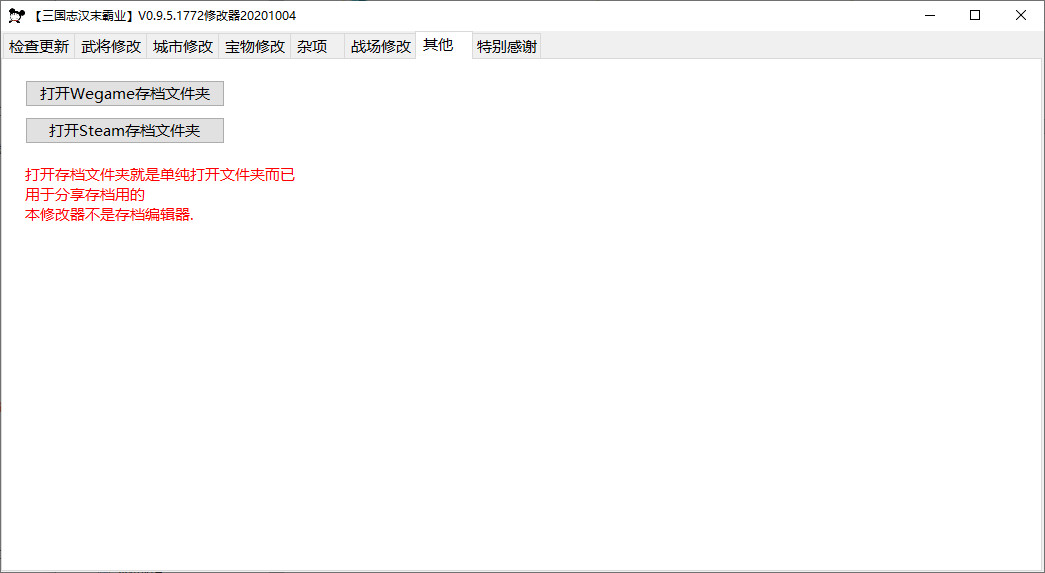 【三国志汉末霸业】V0.9.5.1772修改器20201004
检查更新 武将修改 城市修改 宝物修改 杂项 战场修改 其他 特别感谢
打开Wegame存档文件夹
打开Steam存档文件夹
打开存档文件夹就是单纯打开文件夹而已
用于分享存档用的
本修改器不是存档编辑器.